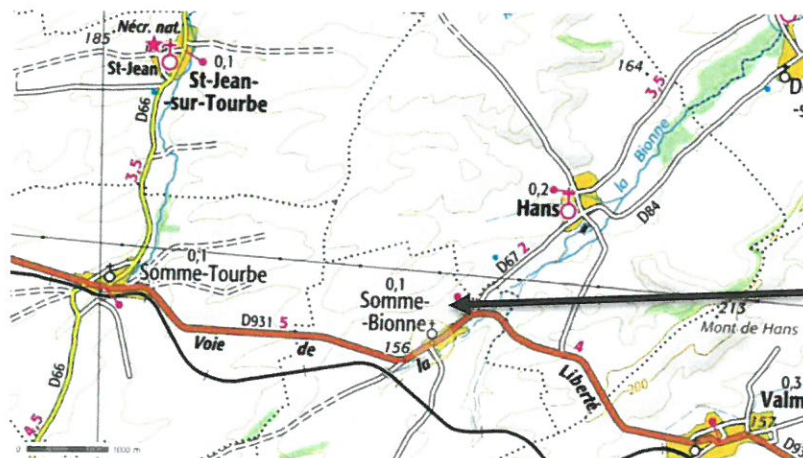 Nécr. nat.
185
St-Jean
0,1
St-Jean-
sur-Tourbe
D66
3,5
164
3,5
la Bionne
0,2
Hans
D84
D67 2
0,1
Somme-Tourbe
0,1
Somme-
-Bionne
D931 5
Voie de la Liberté
156
4
213
Mont de Hans
200
0,3
Valm
157
D66
4,5
0
1000 m